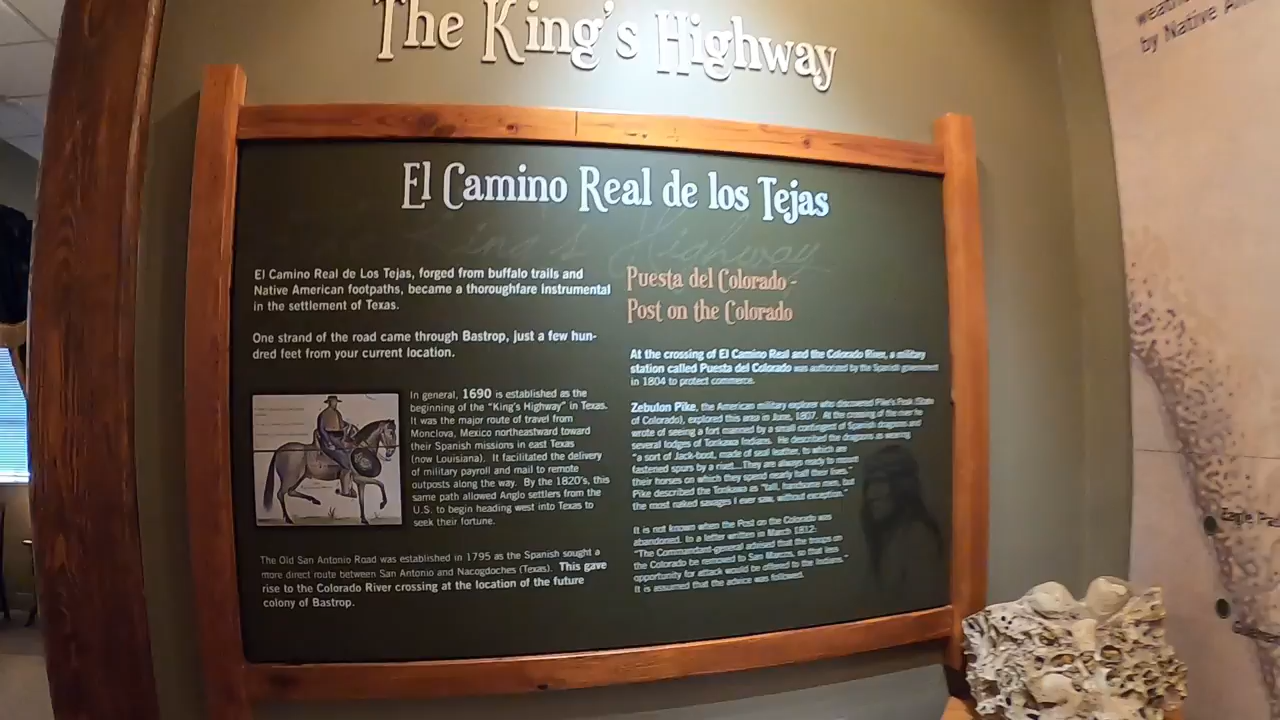 The King's Highway
weathe
by Native Am
El Camino Real de los Tejas
King's Highway
El Camino Real de Los Tejas, forged from buffalo trails and
Native American footpaths, became a thoroughfare instrumental
in the settlement of Texas.
One strand of the road came through Bastrop, just a few hun-
dred feet from your current location.
In general, 1690 is established as the
beginning of the "King's Highway" in Texas.
It was the major route of travel from
Monclova, Mexico northeastward toward
their Spanish missions in east Texas
(now Louisiana). It facilitated the delivery
of military payroll and mail to remote
outposts along the way. By the 1820's, this
same path allowed Anglo settlers from the
U.S. to begin heading west into Texas to
seek their fortune.
The Old San Antonio Road was established in 1795 as the Spanish sought a
more direct route between San Antonio and Nacogdoches (Texas). This gave
rise to the Colorado River crossing at the location of the future
colony of Bastrop.
Puesta del Colorado -
Post on the Colorado
At the crossing of El Camino Real and the Colorado River, a military
station called Puesta del Colorado was authorized by the Spanish government
in 1804 to protect commerce.
Zebulon Pike, the American military explorer who discovered Pike's Peak (State
of Colorado), explored this area in June, 1807. At the crossing of the river he
wrote of seeing a fort manned by a small contingent of Spanish dragoons and
several lodges of Tonkawa Indians. He described the dragoons as wearing
"a sort of Jack-boot, made of seal leather, to which are
fastened spurs by a rivet...They are always ready to mount
their horses on which they spend nearly half their lives."
Pike described the Tonkawa as "tall, handsome men, but
the most naked savages I ever saw, without exception."
It is not known when the Post on the Colorado was
abandoned. In a letter written in March 1812:
"The Commandant-general advised that the troops on
the Colorado be removed to San Marcos, so that less
opportunity for attack would be offered to the Indians."
It is assumed that the advice was followed.
Eagle Pa